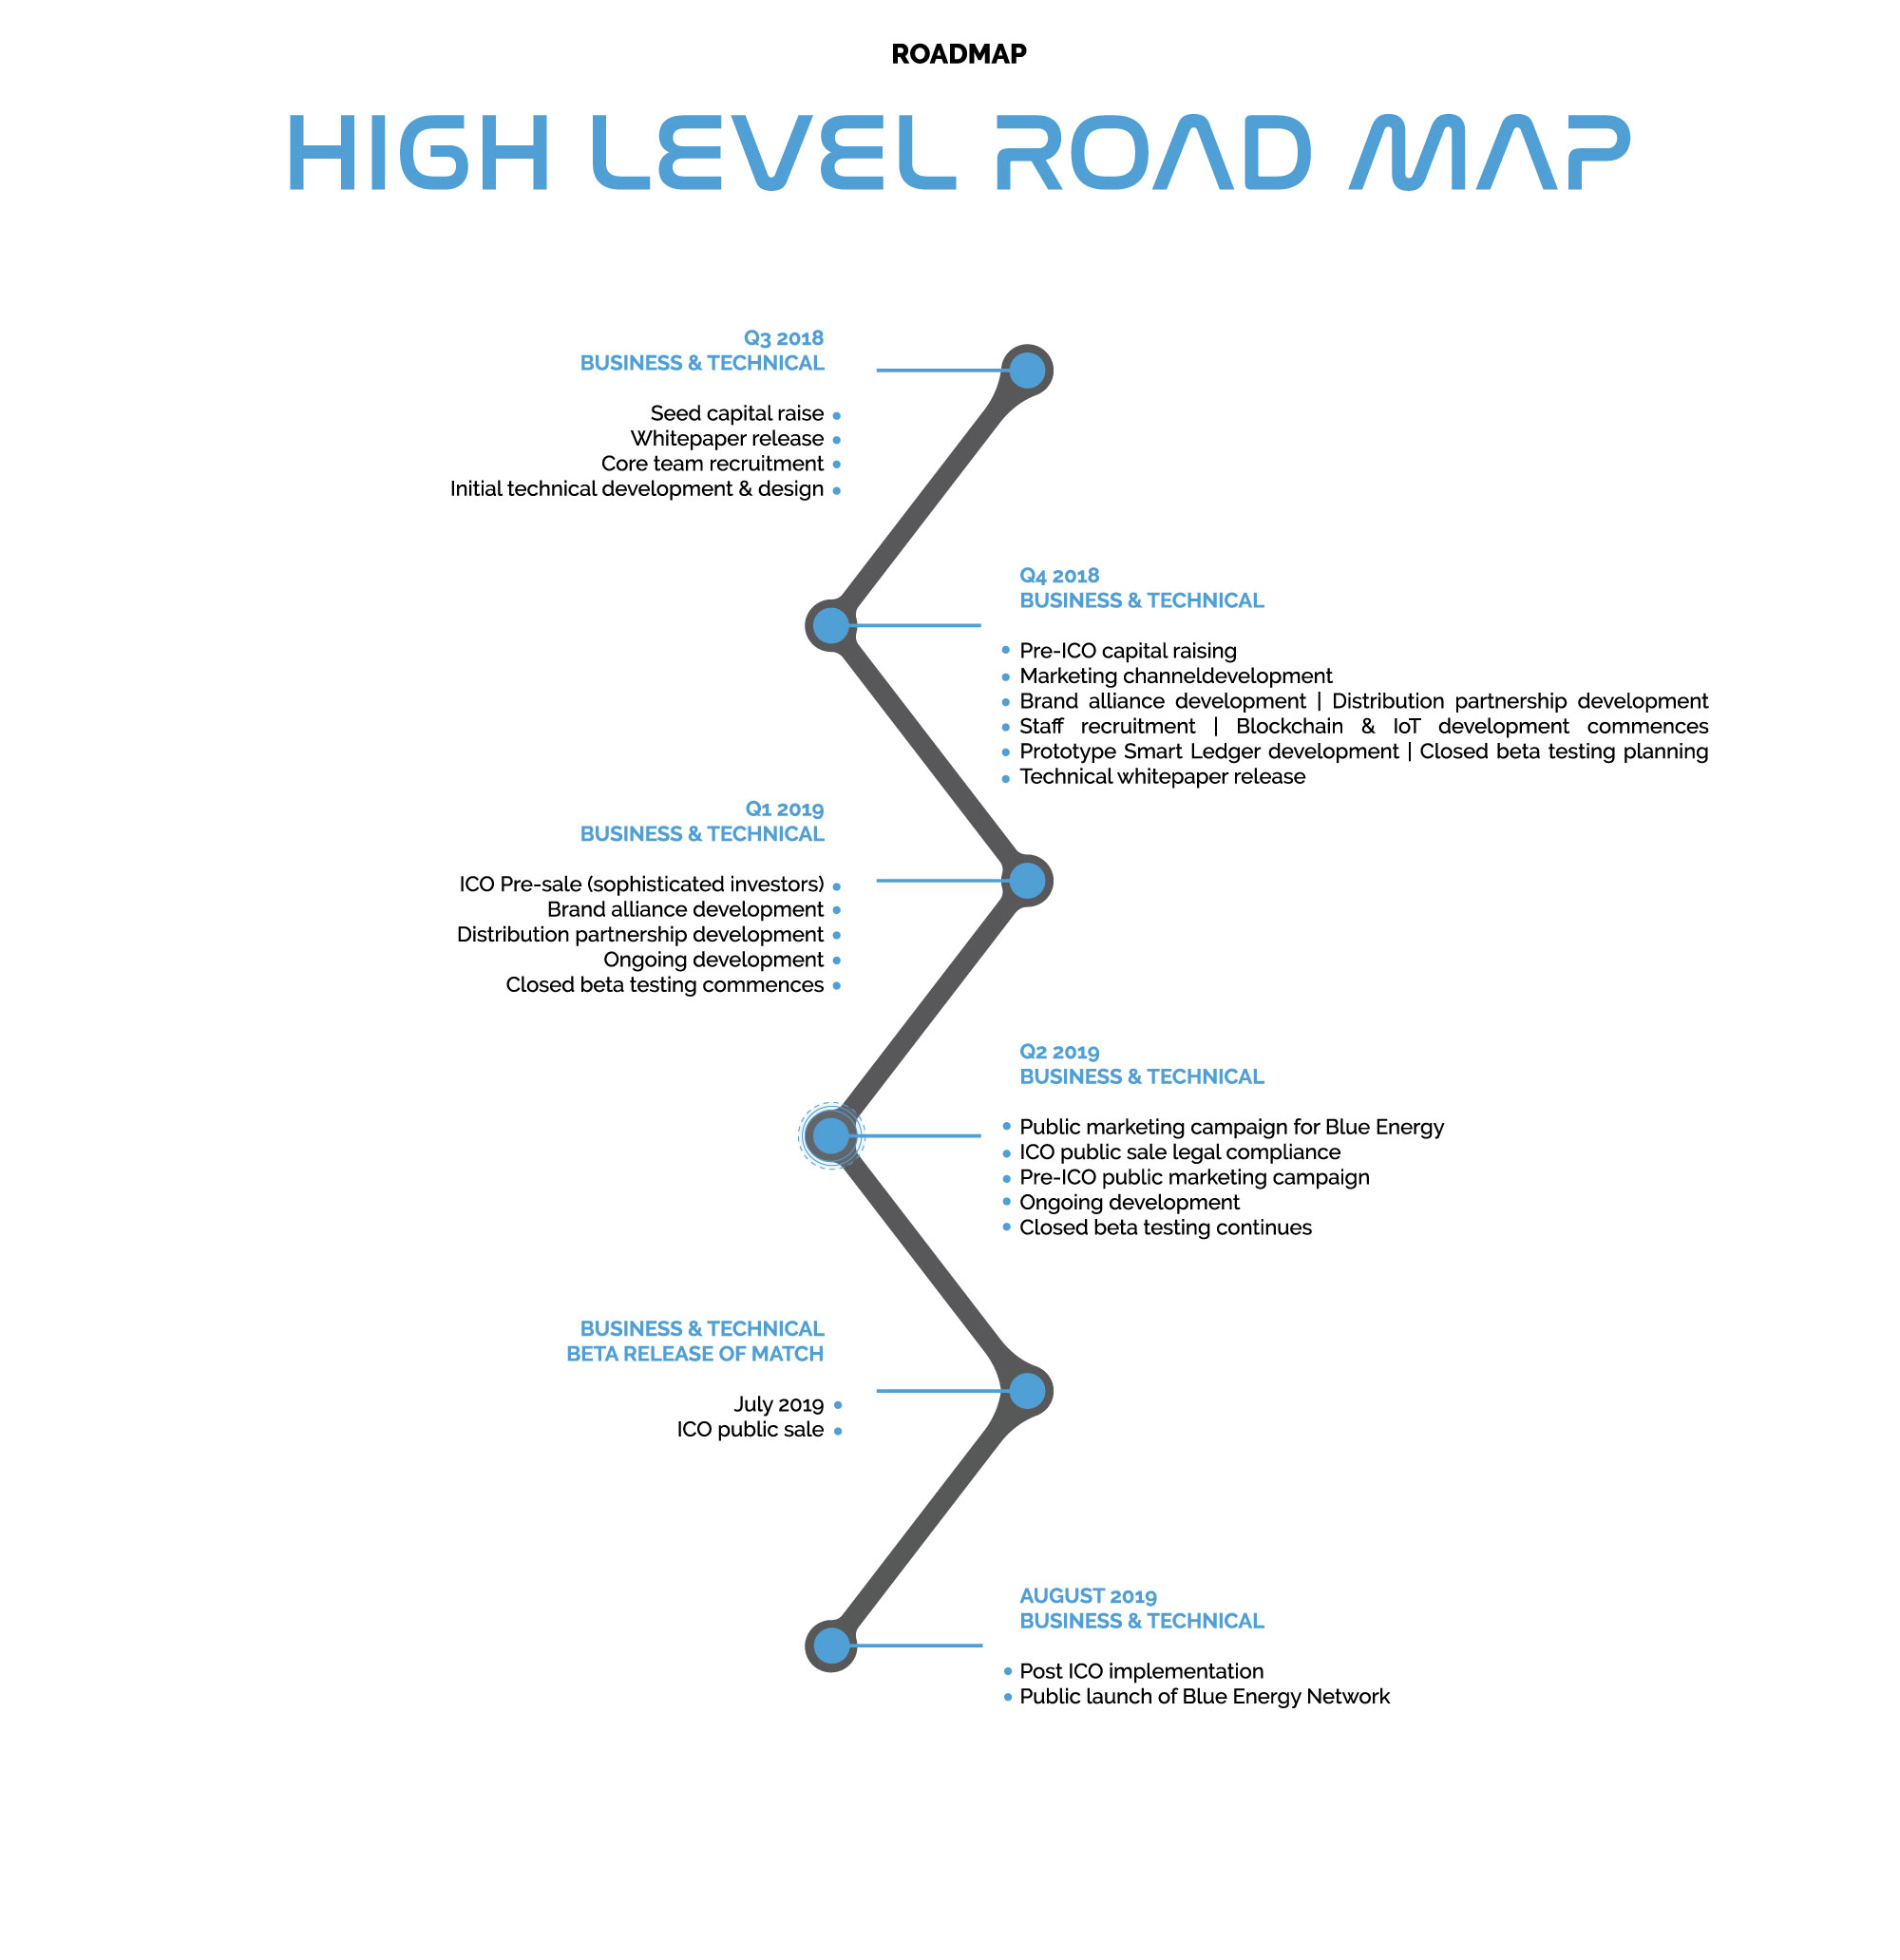 ROADMAP
HIGH LEVEL ROAD MAP
Q3 2018
BUSINESS & TECHNICAL
Seed capital raise
Whitepaper release
Core team recruitment
Initial technical development & design
Q4 2018
BUSINESS & TECHNICAL
Pre-ICO capital raising
Marketing channeldevelopment
Brand alliance development | Distribution partnership development
Staff recruitment | Blockchain & IoT development commences
Prototype Smart Ledger development | Closed beta testing planning
Technical whitepaper release
Q1 2019
BUSINESS & TECHNICAL
ICO Pre-sale (sophisticated investors)
Brand alliance development
Distribution partnership development
Ongoing development
Closed beta testing commences
Q2 2019
BUSINESS & TECHNICAL
Public marketing campaign for Blue Energy
ICO public sale legal compliance
Pre-ICO public marketing campaign
Ongoing development
Closed beta testing continues
BUSINESS & TECHNICAL
BETA RELEASE OF MATCH
July 2019
ICO public sale
AUGUST 2019
BUSINESS & TECHNICAL
Post ICO implementation
Public launch of Blue Energy Network